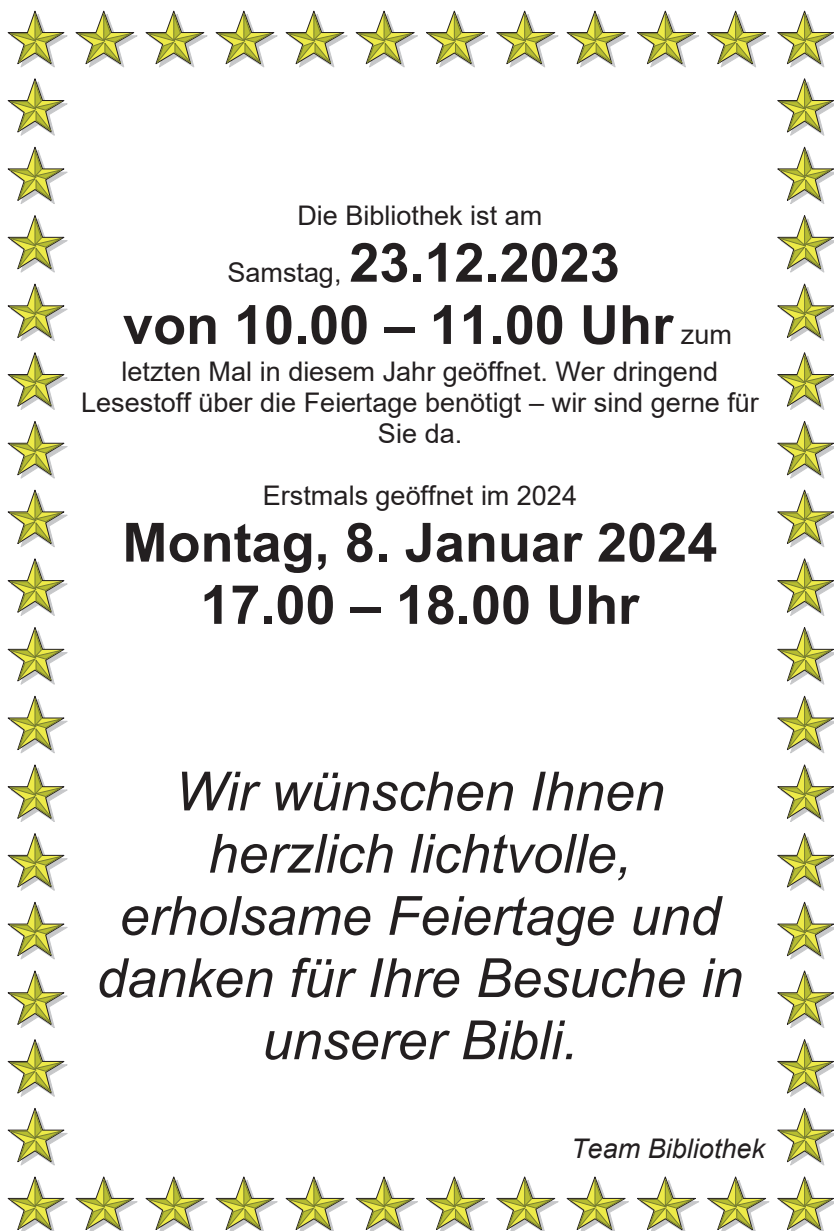 Die Bibliothek ist am
Samstag, 23.12.2023
von 10.00 – 11.00 Uhr zum
letzten Mal in diesem Jahr geöffnet. Wer dringend
Lesestoff über die Feiertage benötigt – wir sind gerne für
Sie da.
Erstmals geöffnet im 2024
Montag, 8. Januar 2024
17.00 – 18.00 Uhr
Wir wünschen Ihnen
herzlich lichtvolle,
erholsame Feiertage und
danken für Ihre Besuche in
unserer Bibli.
Team Bibliothek